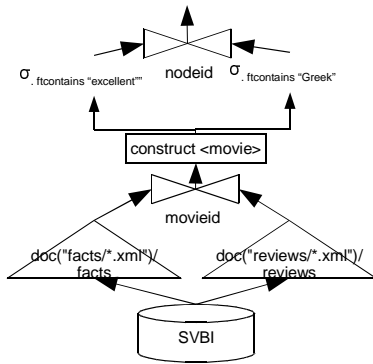 σ. ftcontains "excellent""
nodeid
σ. ftcontains "Greek"
construct <movie>
movieid
doc("facts/*.xml")/
facts
doc("reviews/*.xml")/
reviews
SVBI